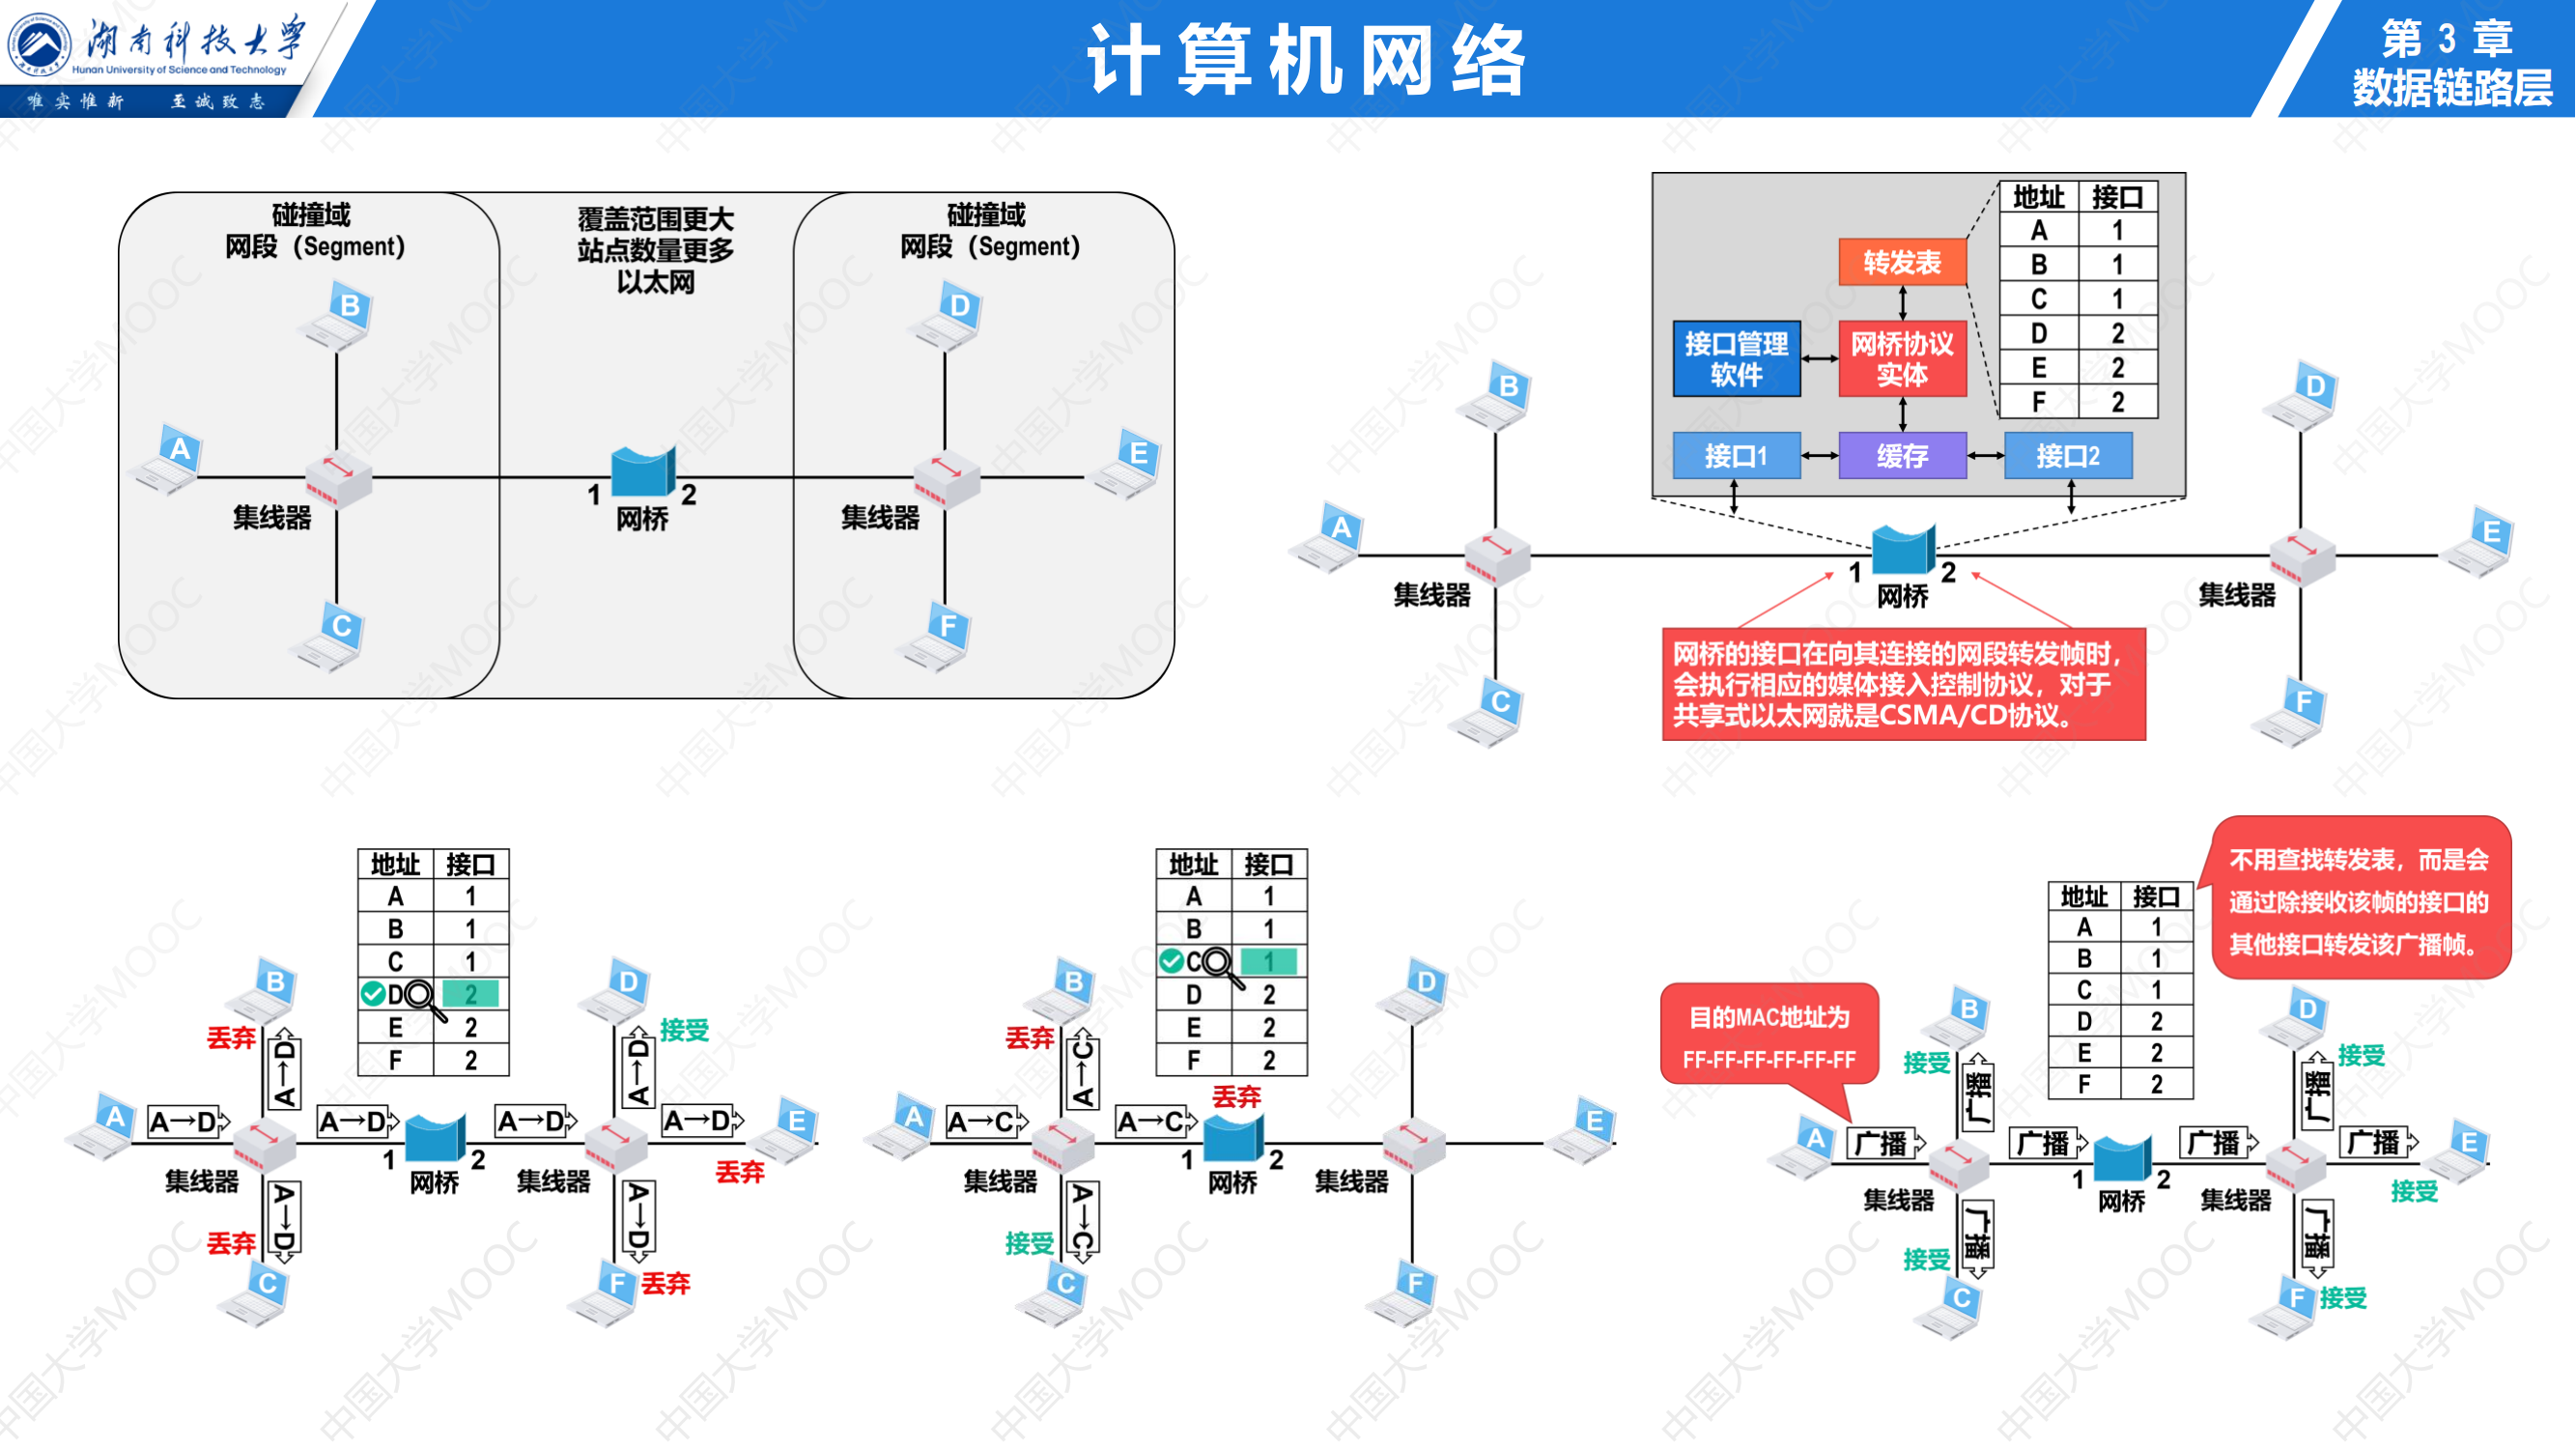 湖南科技大学
Hunan University of Science and Technology
唯实惟新 至诚致志
计算机网络
第 3 章
数据链路层
碰撞域
网段（Segment）
覆盖范围更大
站点数量更多
以太网
碰撞域
网段（Segment）
B
D
A
E
1
2
集线器
网桥
集线器
C
F
地址 接口
A 1
B 1
C 1
D 2
E 2
F 2
转发表
接口管理
软件
网桥协议
实体
接口1
缓存
接口2
B
D
A
E
1
2
集线器
网桥
集线器
C
F
网桥的接口在向其连接的网段转发帧时，
会执行相应的媒体接入控制协议，对于
共享式以太网就是CSMA/CD协议。
地址 接口
A 1
B 1
C 1
D 2
E 2
F 2
B
丢弃
A→D
D
接受
A→D
A
A→D
A→D
A→D
A→D
E
丢弃
1
2
集线器
网桥
集线器
丢弃
A→D
C
A→D
F
丢弃
地址 接口
A 1
B 1
C 1
D 2
E 2
F 2
丢弃
B
丢弃
A→C
D
A
A→C
A→C
E
1
2
集线器
网桥
集线器
接受
A→C
C
F
不用查找转发表，而是会
通过除接收该帧的接口的
其他接口转发该广播帧。
地址 接口
A 1
B 1
C 1
D 2
E 2
F 2
目的MAC地址为
FF-FF-FF-FF-FF-FF
B
接受
广播
D
接受
广播
A
广播
广播
广播
广播
E
接受
1
2
集线器
网桥
集线器
接受
广播
C
广播
F
接受
中国大学MOOC